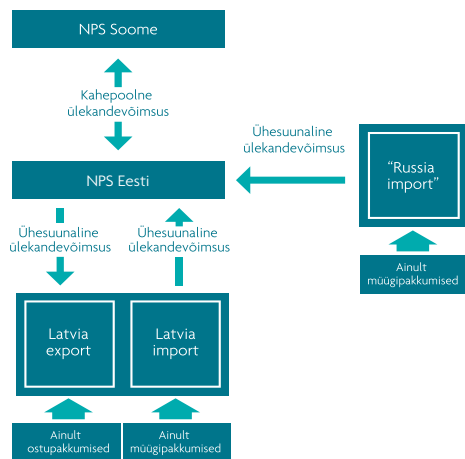 NPS Soome
Kahepoolne
ülekandevõimsus
Ühesuunaline
ülekandevõimsus
NPS Eesti
“Russia
import”
Ühesuunaline
ülekandevõimsus
Ühesuunaline
ülekandevõimsus
Ainult
müügipakkumised
Latvia
export
Latvia
import
Ainult
ostupakkumised
Ainult
müügipakkumised